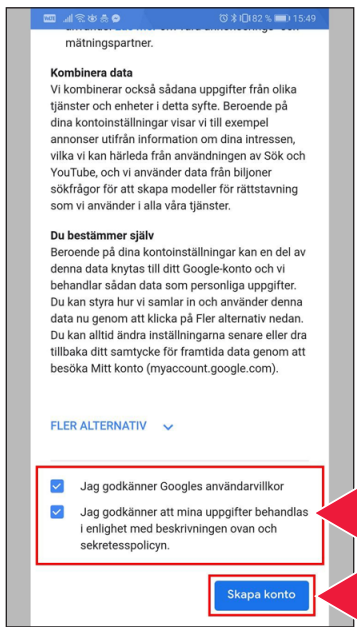 82 % 15:49
mätningspartner.
Kombinera data
Vi kombinerar också sådana uppgifter från olika
tjänster och enheter i detta syfte. Beroende på
dina kontoinställningar visar vi till exempel
annonser utifrån information om dina intressen,
vilka vi kan härleda från användningen av Sök och
YouTube, och vi använder data från biljoner
sökfrågor för att skapa modeller för rättstavning
som vi använder i alla våra tjänster.
Du bestämmer själv
Beroende på dina kontoinställningar kan en del av
denna data knytas till ditt Google-konto och vi
behandlar sådan data som personliga uppgifter.
Du kan styra hur vi samlar in och använder denna
data nu genom att klicka på Fler alternativ nedan.
Du kan alltid ändra inställningarna senare eller dra
tillbaka ditt samtycke för framtida data genom att
besöka Mitt konto (myaccount.google.com).
FLER ALTERNATIV
Jag godkänner Googles användarvillkor
Jag godkänner att mina uppgifter behandlas
i enlighet med beskrivningen ovan och
sekretesspolicyn.
Skapa konto